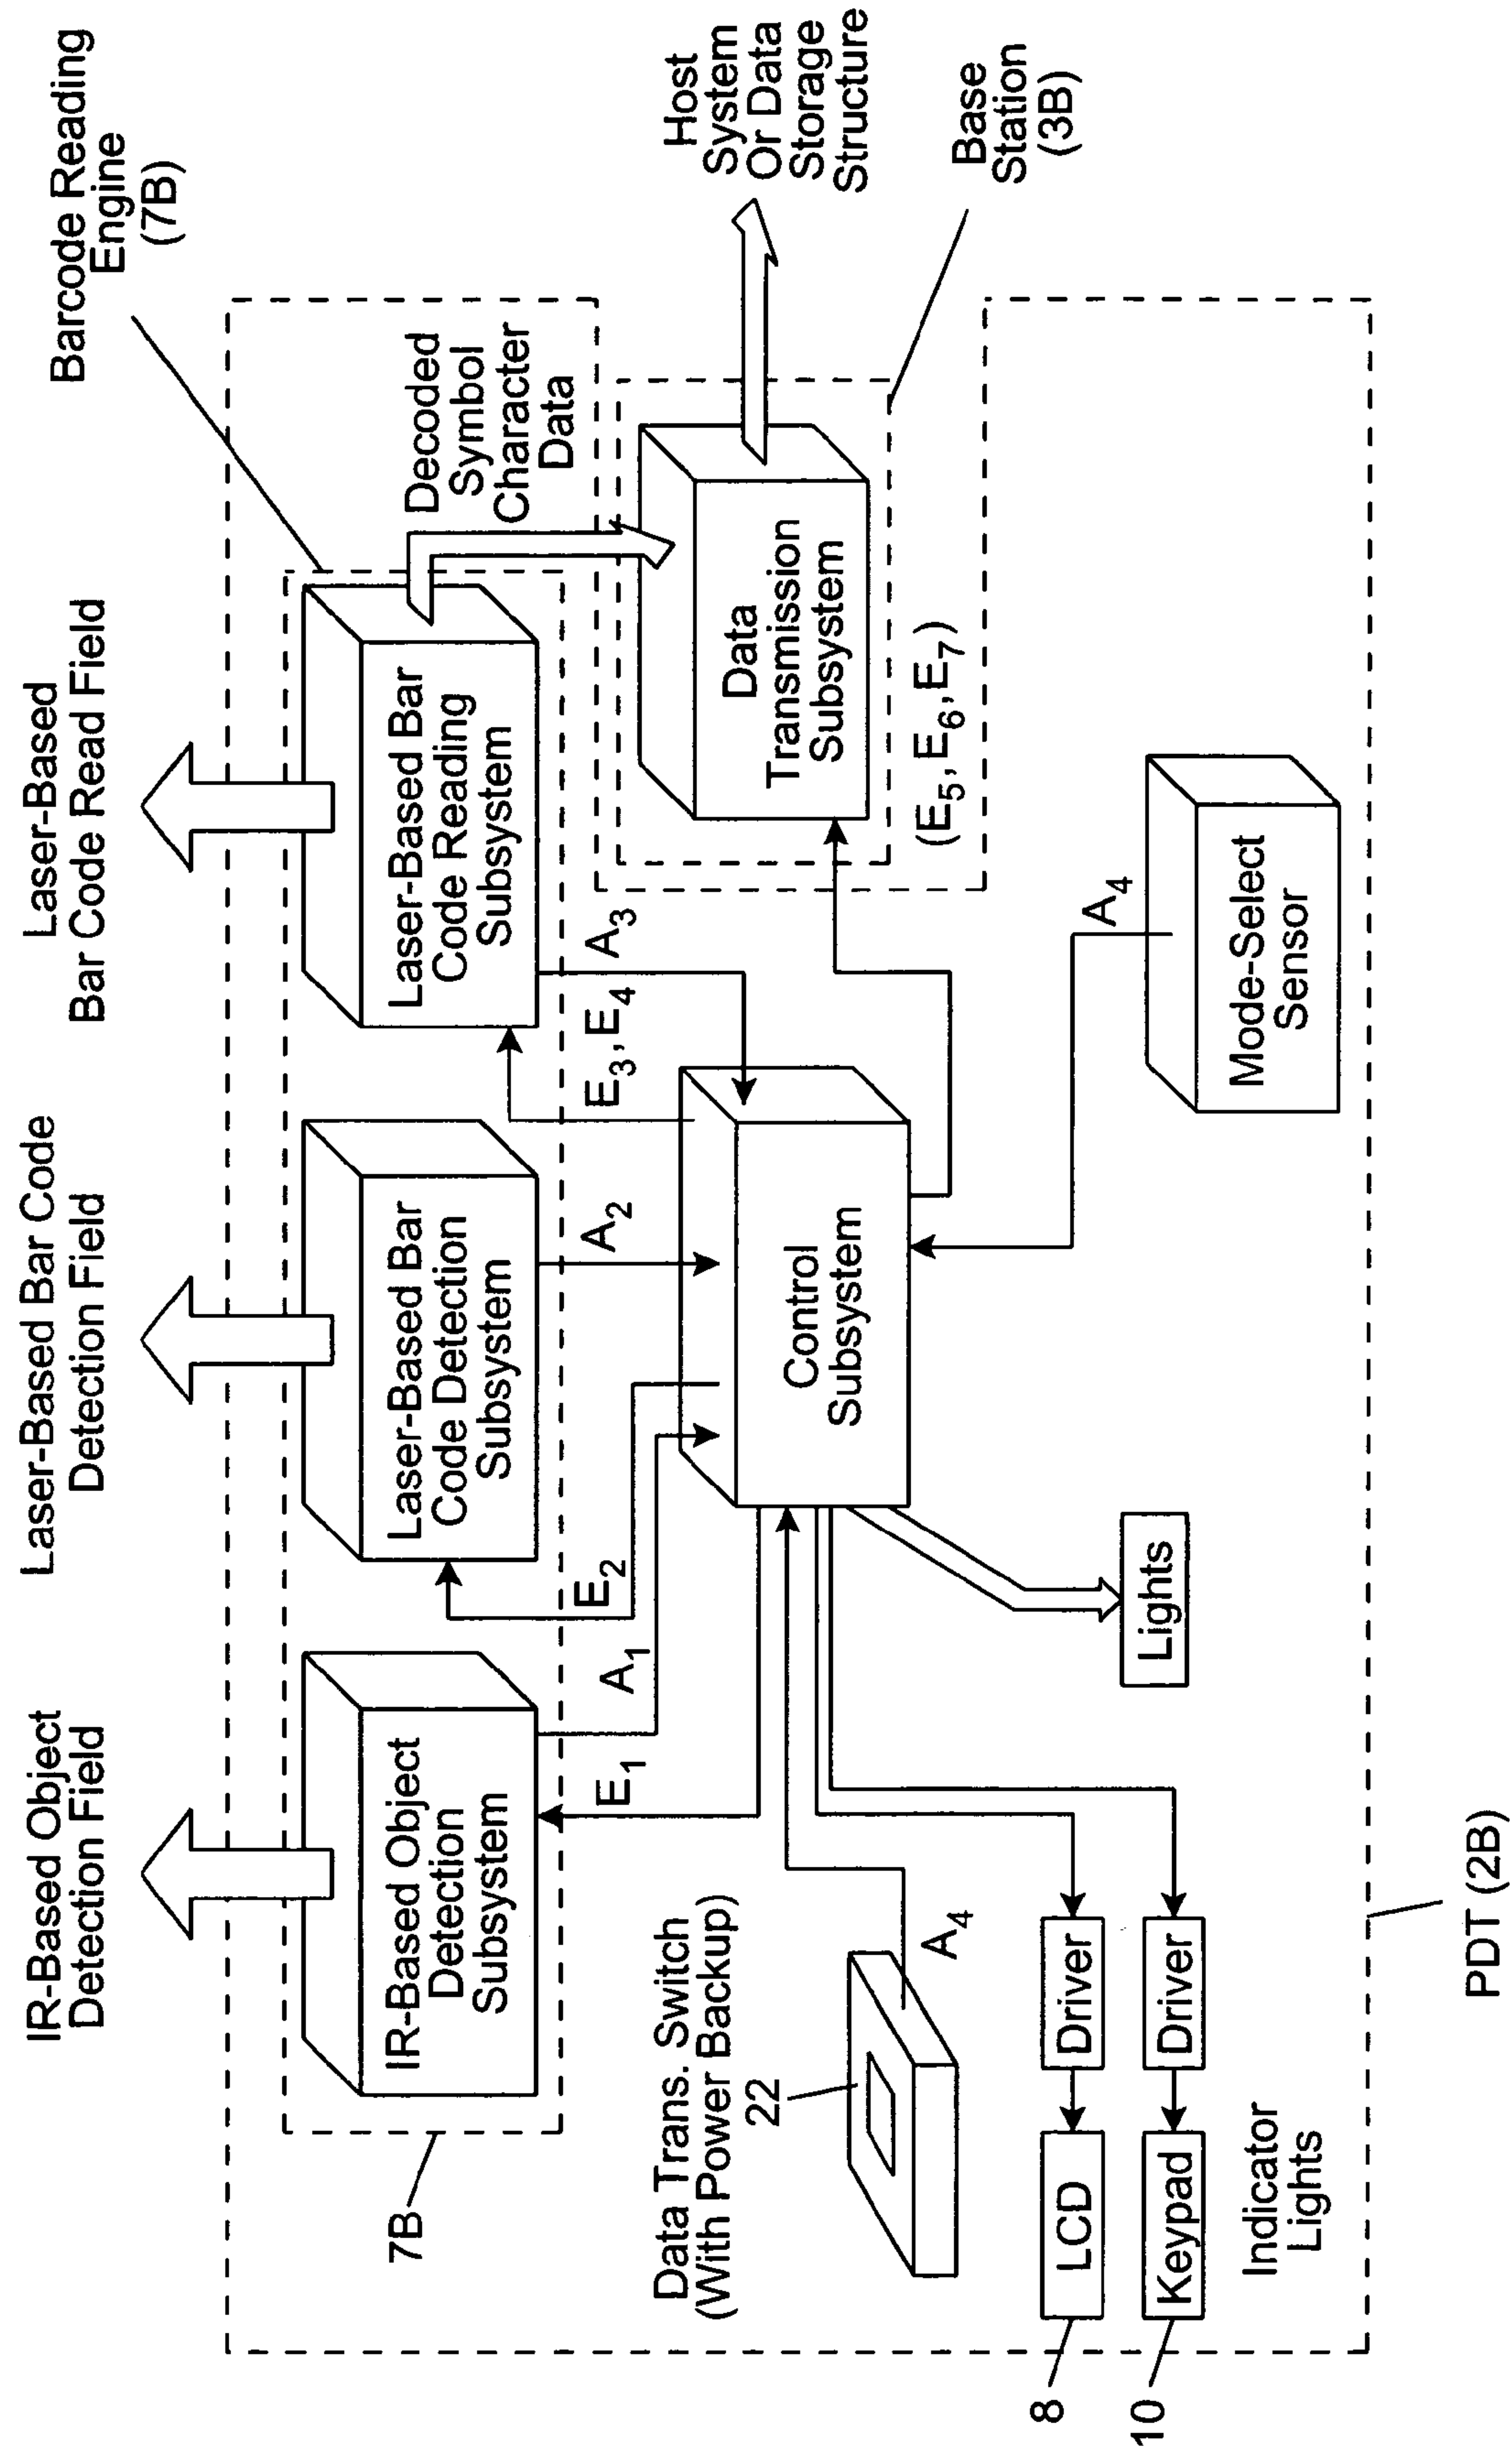 IR-Based Object
Detection Field
Laser-Based Bar Code
Detection Field
Laser-Based
Bar Code Read Field
Barcode Reading
Engine
(7B)
IR-Based Object
Detection
Subsystem
Laser-Based Bar
Code Detection
Subsystem
Laser-Based Bar
Code Reading
Subsystem
Decoded
Symbol
Character
Data
7B
E1
A1
E2
A2
E3, E4
A3
Host
System
Or Data
Storage
Structure
Data Trans. Switch
(With Power Backup)
22
A4
Control
Subsystem
Data
Transmission
Subsystem
(E5, E6, E7)
Base
Station
(3B)
8
LCD
Driver
10
Keypad
Driver
Lights
A4
Mode-Select
Sensor
Indicator
Lights
PDT (2B)